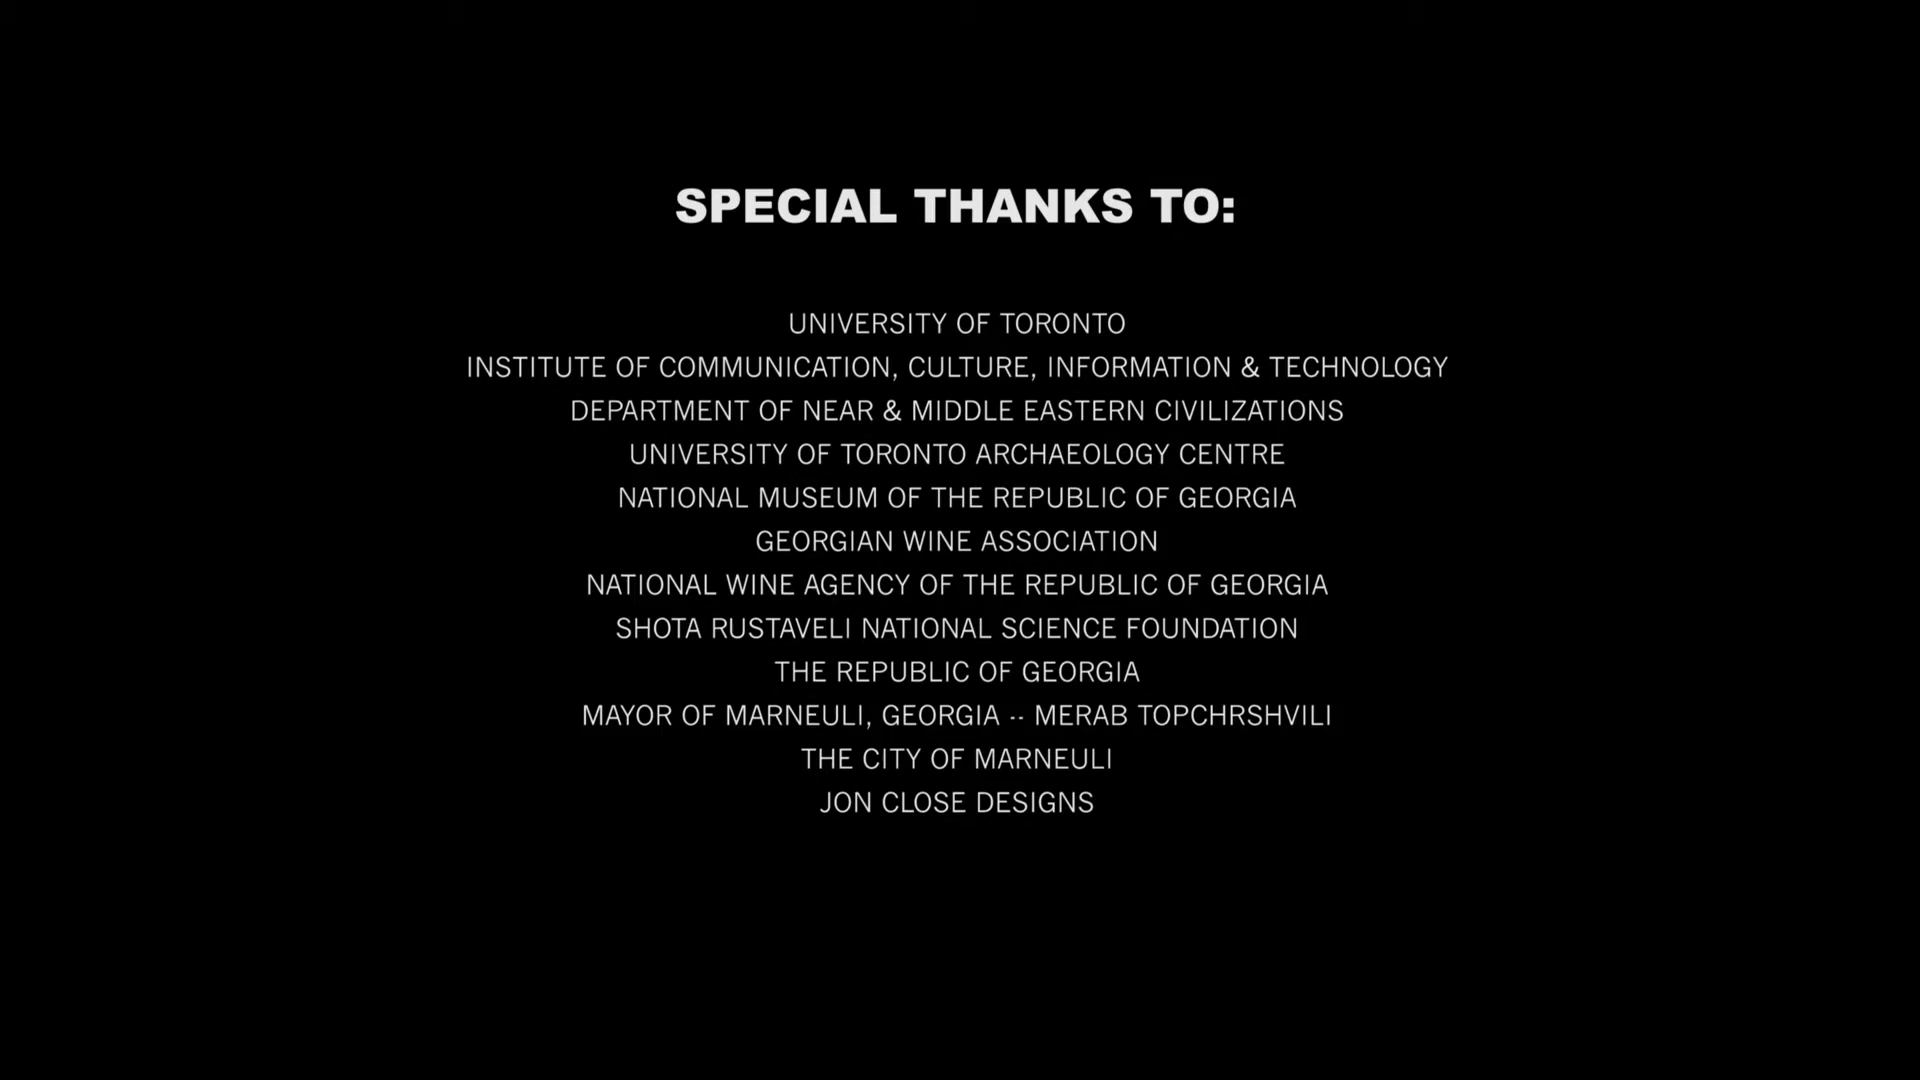 SPECIAL THANKS TO:
UNIVERSITY OF TORONTO
INSTITUTE OF COMMUNICATION, CULTURE, INFORMATION & TECHNOLOGY
DEPARTMENT OF NEAR & MIDDLE EASTERN CIVILIZATIONS
UNIVERSITY OF TORONTO ARCHAEOLOGY CENTRE
NATIONAL MUSEUM OF THE REPUBLIC OF GEORGIA
GEORGIAN WINE ASSOCIATION
NATIONAL WINE AGENCY OF THE REPUBLIC OF GEORGIA
SHOTA RUSTAVELI NATIONAL SCIENCE FOUNDATION
THE REPUBLIC OF GEORGIA
MAYOR OF MARNEULI, GEORGIA -- MERAB TOPCHRSHVILI
THE CITY OF MARNEULI
JON CLOSE DESIGNS